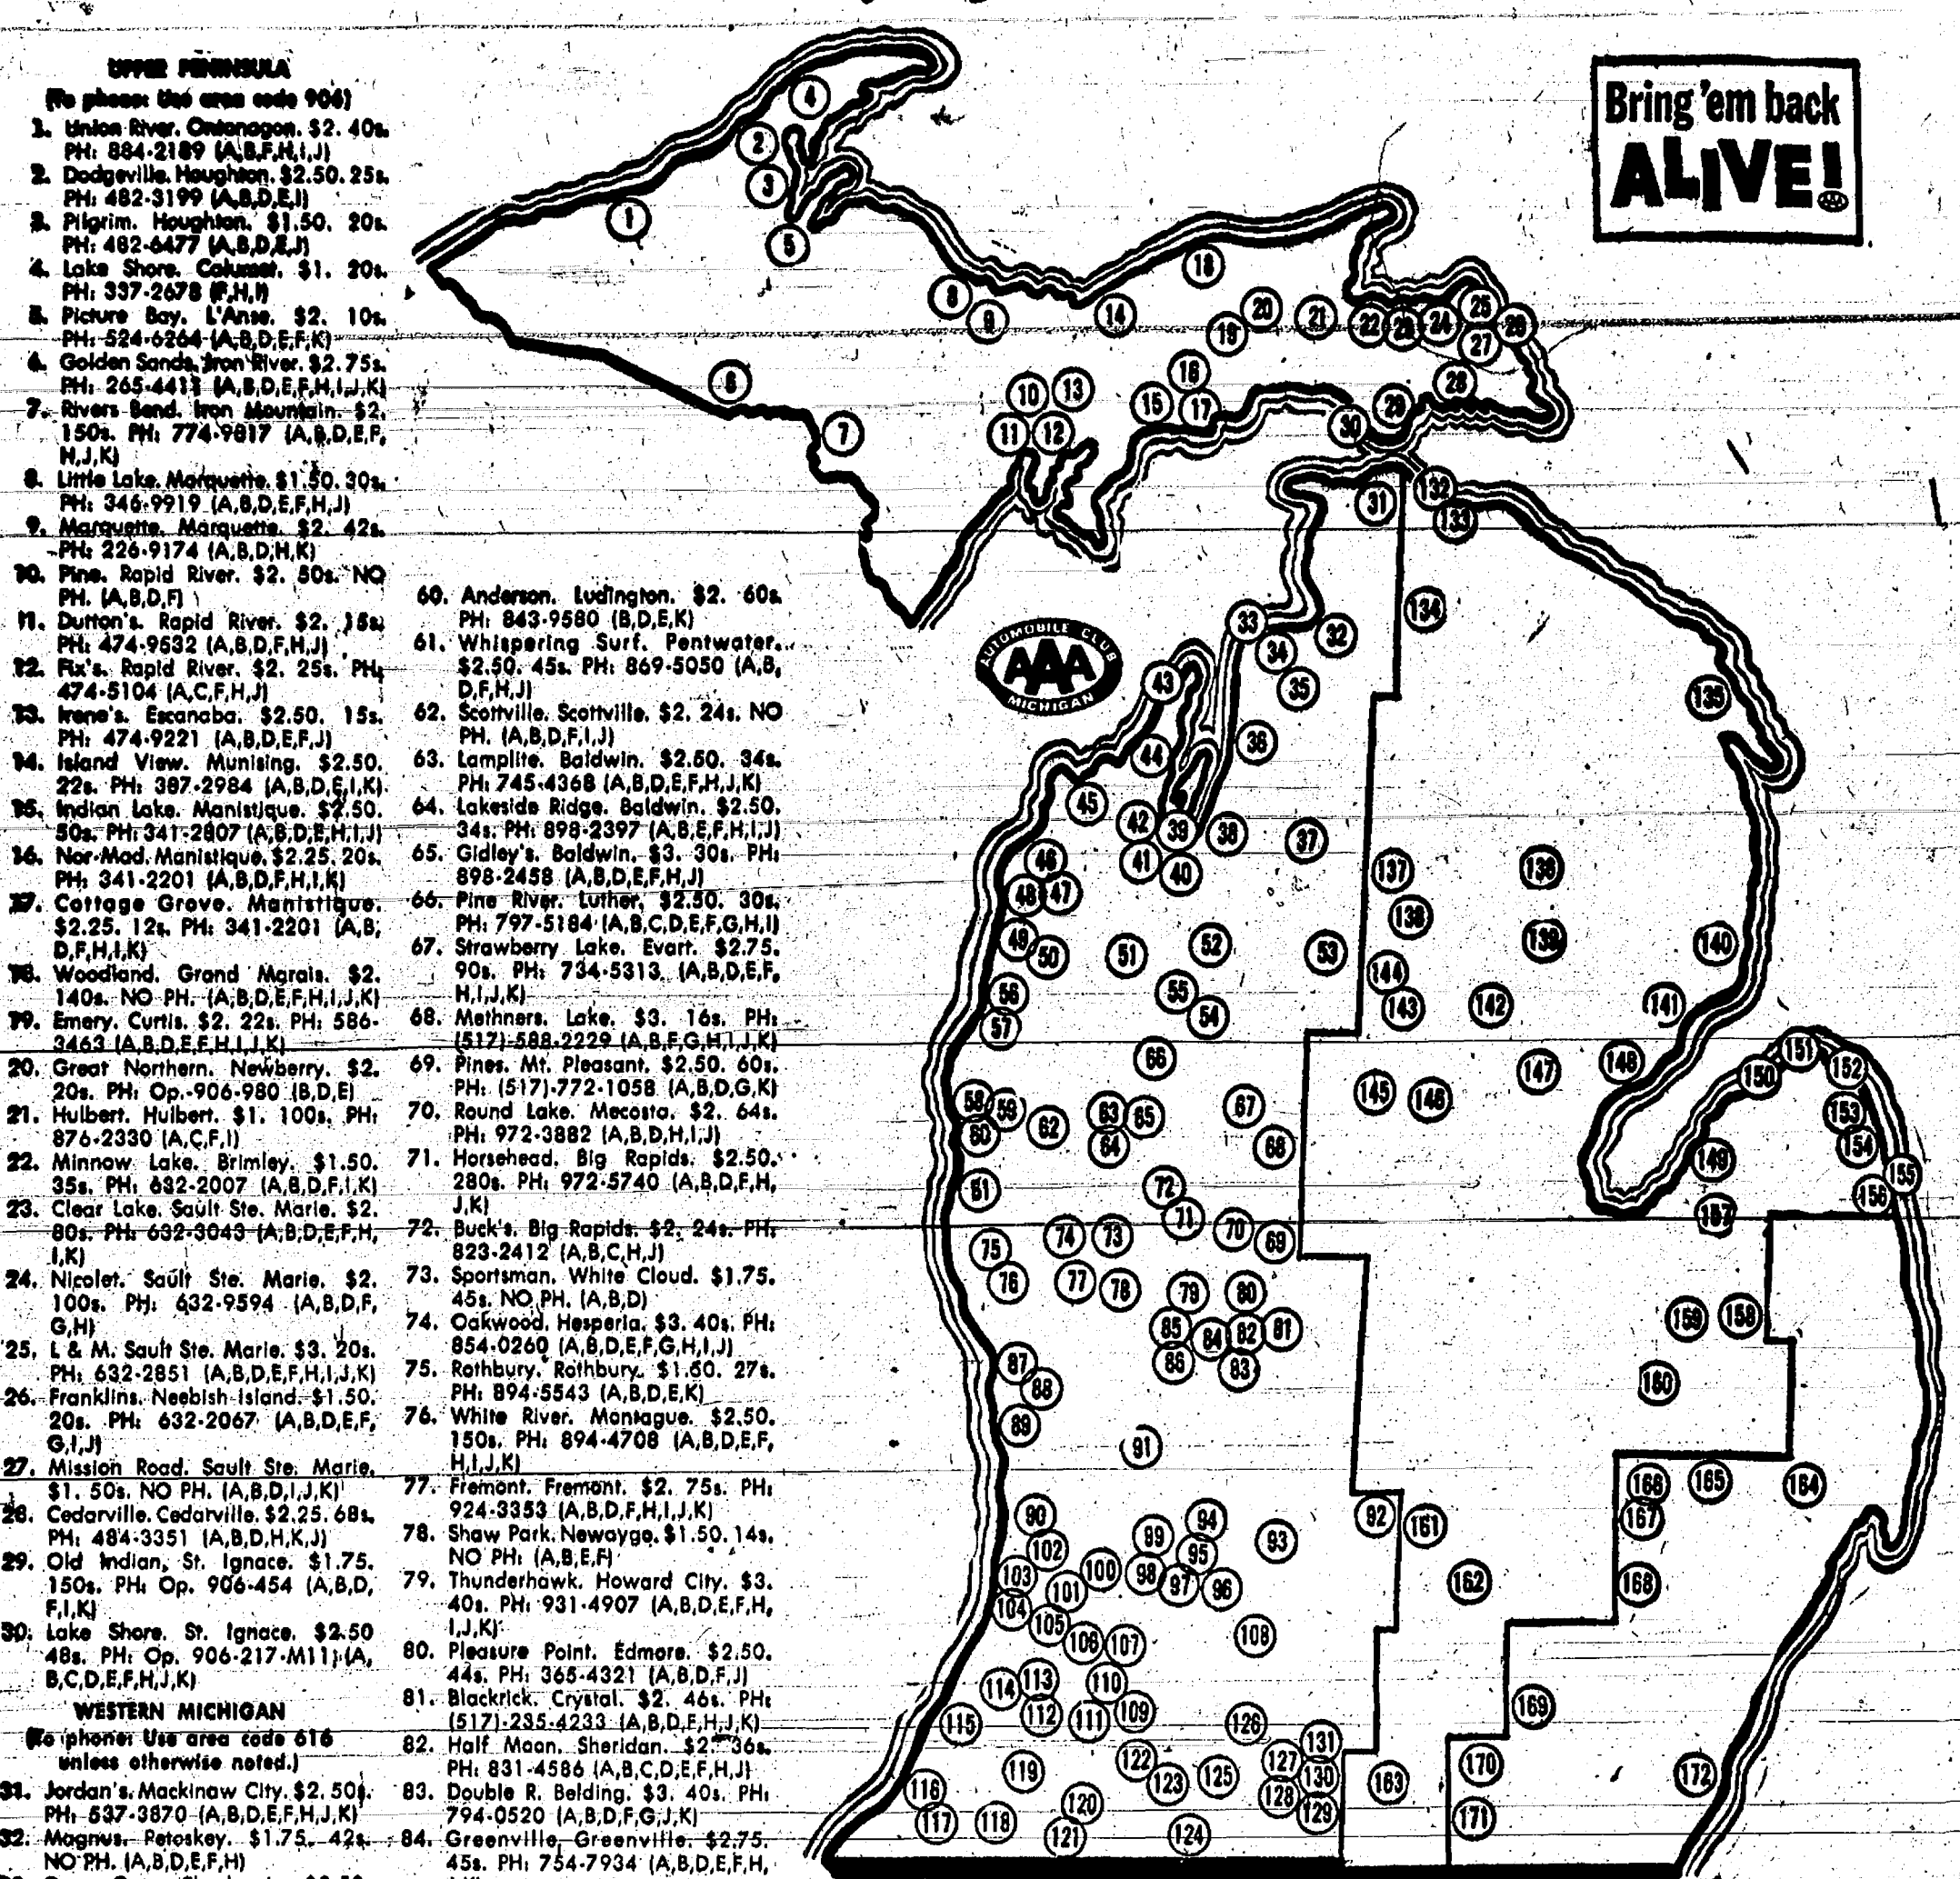 UPPER PENINSULA
(To phone: Use area code 906)
1. Union River. Ontonagon. $2. 40s.
PH: 884-2189 (A,B,F,H,I,J)
2. Dodgeville. Houghton. $2.50. 25s.
PH: 482-3199 (A,B,D,E,I)
3. Pilgrim. Houghton. $1.50. 20s.
PH: 482-6477 (A,B,D,E,J)
4. Lake Shore. Calumet. $1. 20s.
PH: 337-2678 (F,H,I)
5. Picture Bay. L'Anse. $2. 10s.
PH: 524-6264 (A,B,D,E,F,K)
6. Golden Sands. Iron River. $2. 75s.
PH: 265-4411 (A,B,D,E,F,H,I,J,K)
7. Rivers Bend. Iron Mountain. $2.
150s. PH: 774-9817 (A,B,D,E,F,
H,J,K)
8. Little Lake. Marquette. $1.50. 30s.
PH: 346-9919 (A,B,D,E,F,H,J)
9. Marquette. Marquette. $2. 42s.
PH: 226-9174 (A,B,D,H,K)
10. Pine. Rapid River. $2. 50s. NO
PH. (A,B,D,F)
11. Dutton's. Rapid River. $2. 15s.
PH: 474-9532 (A,B,D,F,H,J)
12. Fix's. Rapid River. $2. 25s. PH:
474-5104 (A,C,F,H,J)
13. Irene's. Escanaba. $2.50. 15s.
PH: 474-9221 (A,B,D,E,F,J)
14. Island View. Munising. $2.50.
22s. PH: 387-2984 (A,B,D,E,I,K)
15. Indian Lake. Manistique. $2.50.
50s. PH: 341-2807 (A,B,D,E,H,I,J)
16. Nor-Mad. Manistique. $2.25. 20s.
PH: 341-2201 (A,B,D,F,H,I,K)
17. Cottage Grove. Manistique.
$2.25. 12s. PH: 341-2201 (A,B,
D,F,H,I,K)
18. Woodland. Grand Marais. $2.
140s. NO PH. (A,B,D,E,F,H,I,J,K)
19. Emery. Curtis. $2. 22s. PH: 586-
3463 (A,B,D,E,F,H,I,J,K)
20. Great Northern. Newberry. $2.
20s. PH: Op.-906-980 (B,D,E)
21. Hulbert. Hulbert. $1. 100s. PH:
876-2330 (A,C,F,I)
22. Minnow Lake. Brimley. $1.50.
35s. PH: 632-2007 (A,B,D,F,I,K)
23. Clear Lake. Sault Ste. Marie. $2.
80s. PH: 632-3043 (A,B,D,E,F,H,
I,K)
24. Nicolet. Sault Ste. Marie. $2.
100s. PH: 632-9594 (A,B,D,F,
G,H)
25. L & M. Sault Ste. Marie. $3. 20s.
PH: 632-2851 (A,B,D,E,F,H,I,J,K)
26. Franklins. Neebish Island. $1.50.
20s. PH: 632-2067 (A,B,D,E,F,
G,I,J)
27. Mission Road. Sault Ste. Marie.
$1. 50s. NO PH. (A,B,D,I,J,K)
28. Cedarville. Cedarville. $2.25. 68s.
PH: 484-3351 (A,B,D,H,K,J)
29. Old Indian, St. Ignace. $1.75.
150s. PH: Op. 906-454 (A,B,D,
F,I,K)
30. Lake Shore. St. Ignace. $2.50
48s. PH: Op. 906-217-M11) (A,
B,C,D,E,F,H,J,K)
WESTERN MICHIGAN
(To phone: Use area code 616
unless otherwise noted.)
31. Jordan's. Mackinaw City. $2. 50s.
PH: 537-3870 (A,B,D,E,F,H,J,K)
32. Magnus. Petoskey. $1.75. 42s.
NO PH. (A,B,D,E,F,H)
60. Anderson. Ludington. $2. 60s.
PH: 843-9580 (B,D,E,K)
61. Whispering Surf. Pentwater.
$2.50. 45s. PH: 869-5050 (A,B,
D,F,H,J)
62. Scottville. Scottville. $2. 24s. NO
PH. (A,B,D,F,I,J)
63. Lamplite. Baldwin. $2.50. 34s.
PH: 745-4368 (A,B,D,E,F,H,J,K)
64. Lakeside Ridge. Baldwin. $2.50.
34s. PH: 898-2397 (A,B,E,F,H,I,J)
65. Gidley's. Baldwin. $3. 30s. PH:
898-2458 (A,B,D,E,F,H,J)
66. Pine River. Luther. $2.50. 30s.
PH: 797-5184 (A,B,C,D,E,F,G,H,I)
67. Strawberry Lake. Evart. $2.75.
90s. PH: 734-5313. (A,B,D,E,F,
H,I,J,K)
68. Methners. Lake. $3. 16s. PH:
(517)-588-2229 (A,B,F,G,H,I,J,K)
69. Pines. Mt. Pleasant. $2.50. 60s.
PH: (517)-772-1058 (A,B,D,G,K)
70. Round Lake. Mecosta. $2. 64s.
PH: 972-3882 (A,B,D,H,I,J)
71. Horsehead. Big Rapids. $2.50.
280s. PH: 972-5740 (A,B,D,F,H,
J,K)
72. Buck's. Big Rapids. $2. 24s. PH:
823-2412 (A,B,C,H,J)
73. Sportsman. White Cloud. $1.75.
45s. NO PH. (A,B,D)
74. Oakwood. Hesperia. $3. 40s. PH:
854-0260 (A,B,D,E,F,G,H,I,J)
75. Rothbury. Rothbury. $1.60. 27s.
PH: 894-5543 (A,B,D,E,K)
76. White River. Montague. $2.50.
150s. PH: 894-4708 (A,B,D,E,F,
H,I,J,K)
77. Fremont. Fremont. $2. 75s. PH:
924-3353 (A,B,D,F,H,I,J,K)
78. Shaw Park. Newaygo. $1.50. 14s.
NO PH: (A,B,E,F)
79. Thunderhawk. Howard City. $3.
40s. PH: 931-4907 (A,B,D,E,F,H,
I,J,K)
80. Pleasure Point. Edmore. $2.50.
44s. PH: 365-4321 (A,B,D,F,J)
81. Blackrick. Crystal. $2. 46s. PH:
(517)-235-4233 (A,B,D,E,H,J,K)
82. Half Moon. Sheridan. $2 36s.
PH: 831-4586 (A,B,C,D,E,F,H,J)
83. Double R. Belding. $3. 40s. PH:
794-0520 (A,B,D,F,G,J,K)
84. Greenville. Greenville. $2.75.
45s. PH: 754-7934 (A,B,D,E,F,H,
Bring 'em back
ALIVE!
AUTOMOBILE CLUB
AAA
MICHIGAN